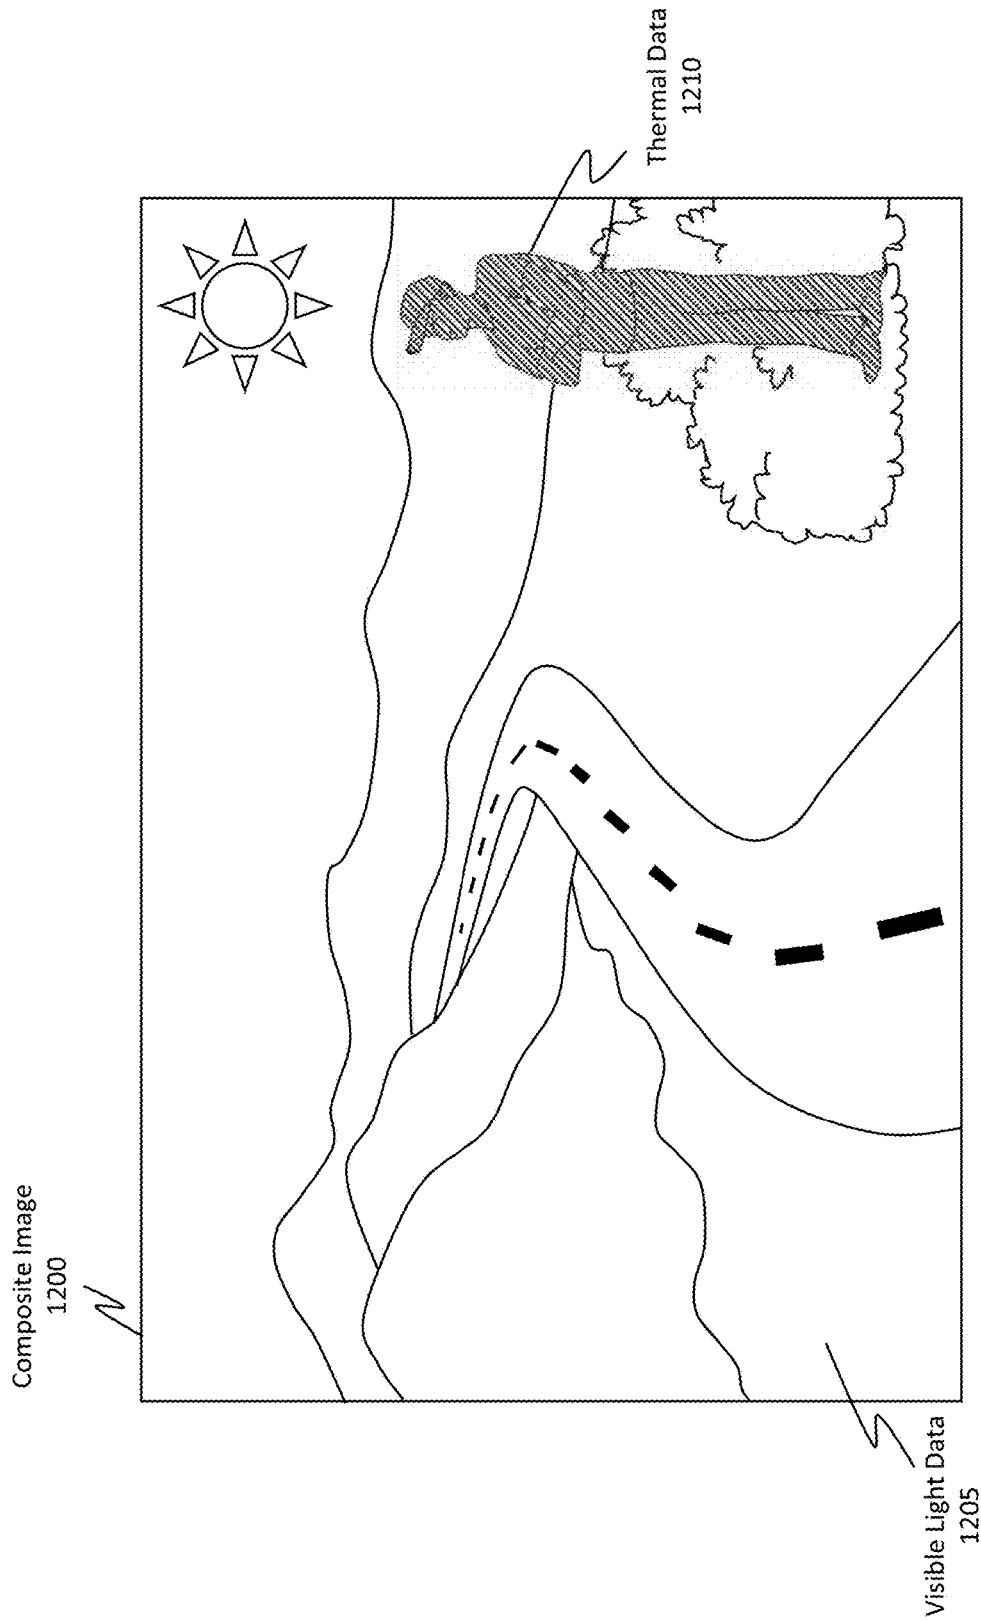 Composite Image
1200
Thermal Data
1210
Visible Light Data
1205